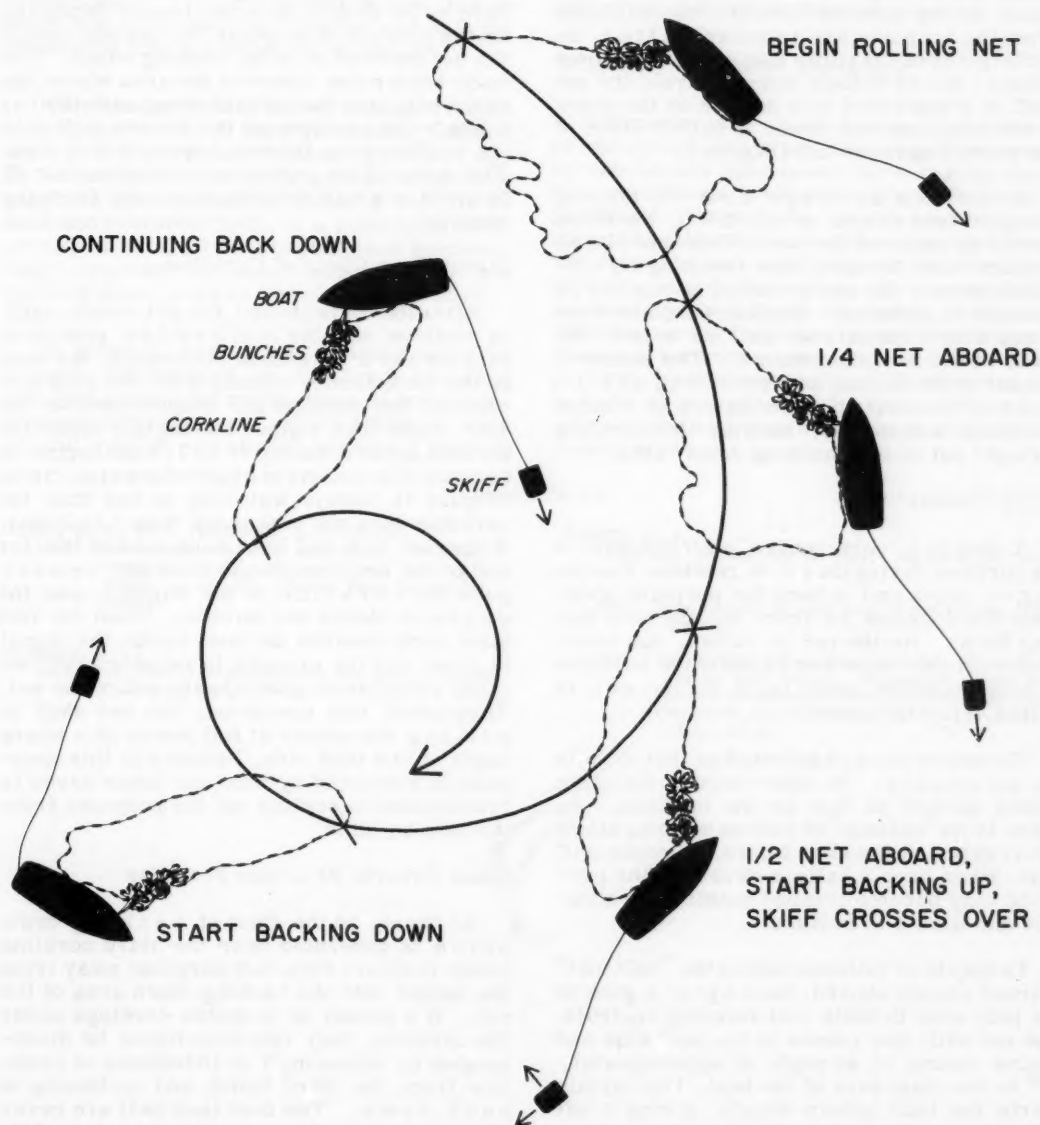 BEGIN ROLLING NET
CONTINUING BACK DOWN
BOAT
BUNCHES
1/4 NET ABOARD
CORKLINE
SKIFF
1/2 NET ABOARD,
START BACKING UP,
SKIFF CROSSES OVER
START BACKING DOWN